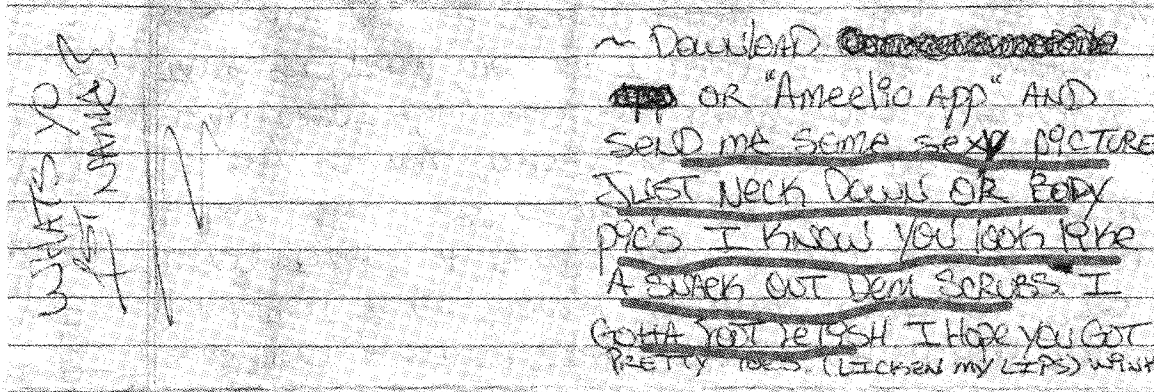 WHATS YO
1ST NAME?
~ DOWNLOAD
APP OR "Ameelio App" AND
SEND me Some sexy pICTURE
JUST NECK DOWN OR BODY
pic's I KNOW YOU look like
A SNACK OUT Dem SCRUBS. I
GOTTA FOOT fetish I Hope you GOT
PRETTY TOES. (LICKEN MY LIPS) WINK